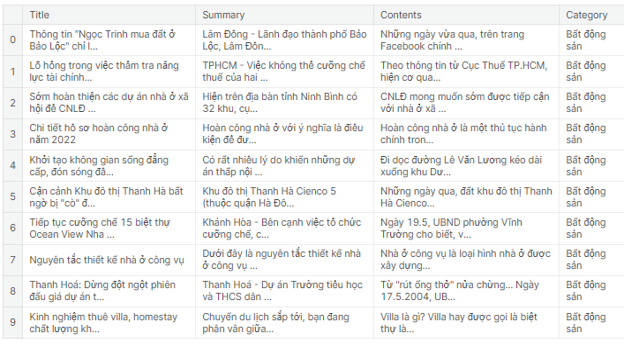 Title Summary Contents Category
0 Thông tin "Ngọc Trinh mua đất ở Lâm Đồng - Lãnh đạo thành phố Bảo Những ngày vừa qua, trên trang Bất động
Bảo Lộc" chỉ l... Lộc, Lâm Đồn... Facebook chính ... sản
1 Lỗ hổng trong việc thẩm tra năng TPHCM - Việc không thể cưỡng chế Theo thông tin từ Cục Thuế TP.HCM, Bất động
lực tài chính... thuế của hai ... hiện cơ qua... sản
2 Sớm hoàn thiện các dự án nhà ở xã Hiện trên địa bàn tỉnh Ninh Bình có CNLĐ mong muốn sớm được tiếp cận Bất động
hội để CNLĐ ... 32 khu, cụ... với nhà ở xã ... sản
3 Chi tiết hồ sơ hoàn công nhà ở Hoàn công nhà ở với ý nghĩa là điều Hoàn công nhà ở là một thủ tục hành Bất động
năm 2022 kiện để đư... chính tron... sản
4 Khởi tạo không gian sống đẳng Có rất nhiều lý do khiến những dự Đi dọc đường Lê Văn Lương kéo dài Bất động
cấp, đón sóng đầ... án thấp nội ... xuống khu Dư... sản
5 Cận cảnh Khu đô thị Thanh Hà bất Khu đô thị Thanh Hà Cienco 5 Những ngày qua, đất khu đô thị Thanh Bất động
ngờ bị "cò" đ... (thuộc quận Hà Đô... Hà Cienco... sản
6 Tiếp tục cưỡng chế 15 biệt thự Khánh Hòa - Bên cạnh việc tổ chức Ngày 19.5, UBND phường Vĩnh Bất động
Ocean View Nha ... cưỡng chế, c... Trường cho biết, v... sản
7 Nguyên tắc thiết kế nhà ở công vụ Dưới đây là nguyên tắc thiết kế nhà Nhà ở công vụ là loại hình nhà ở được Bất động
ở công vụ ... xây dựng... sản
8 Thanh Hoá: Dừng đột ngột phiên Thanh Hoá - Dự án Trường tiểu học Từ "rút ống thở" nửa chừng... Ngày Bất động
đấu giá dự án t... và THCS dân ... 17.5.2004, UB... sản
9 Kinh nghiệm thuê villa, homestay Chuyến du lịch sắp tới, bạn đang Villa là gì? Villa hay được gọi là biệt Bất động
chất lượng kh... phân vân giữa... thự là... sản